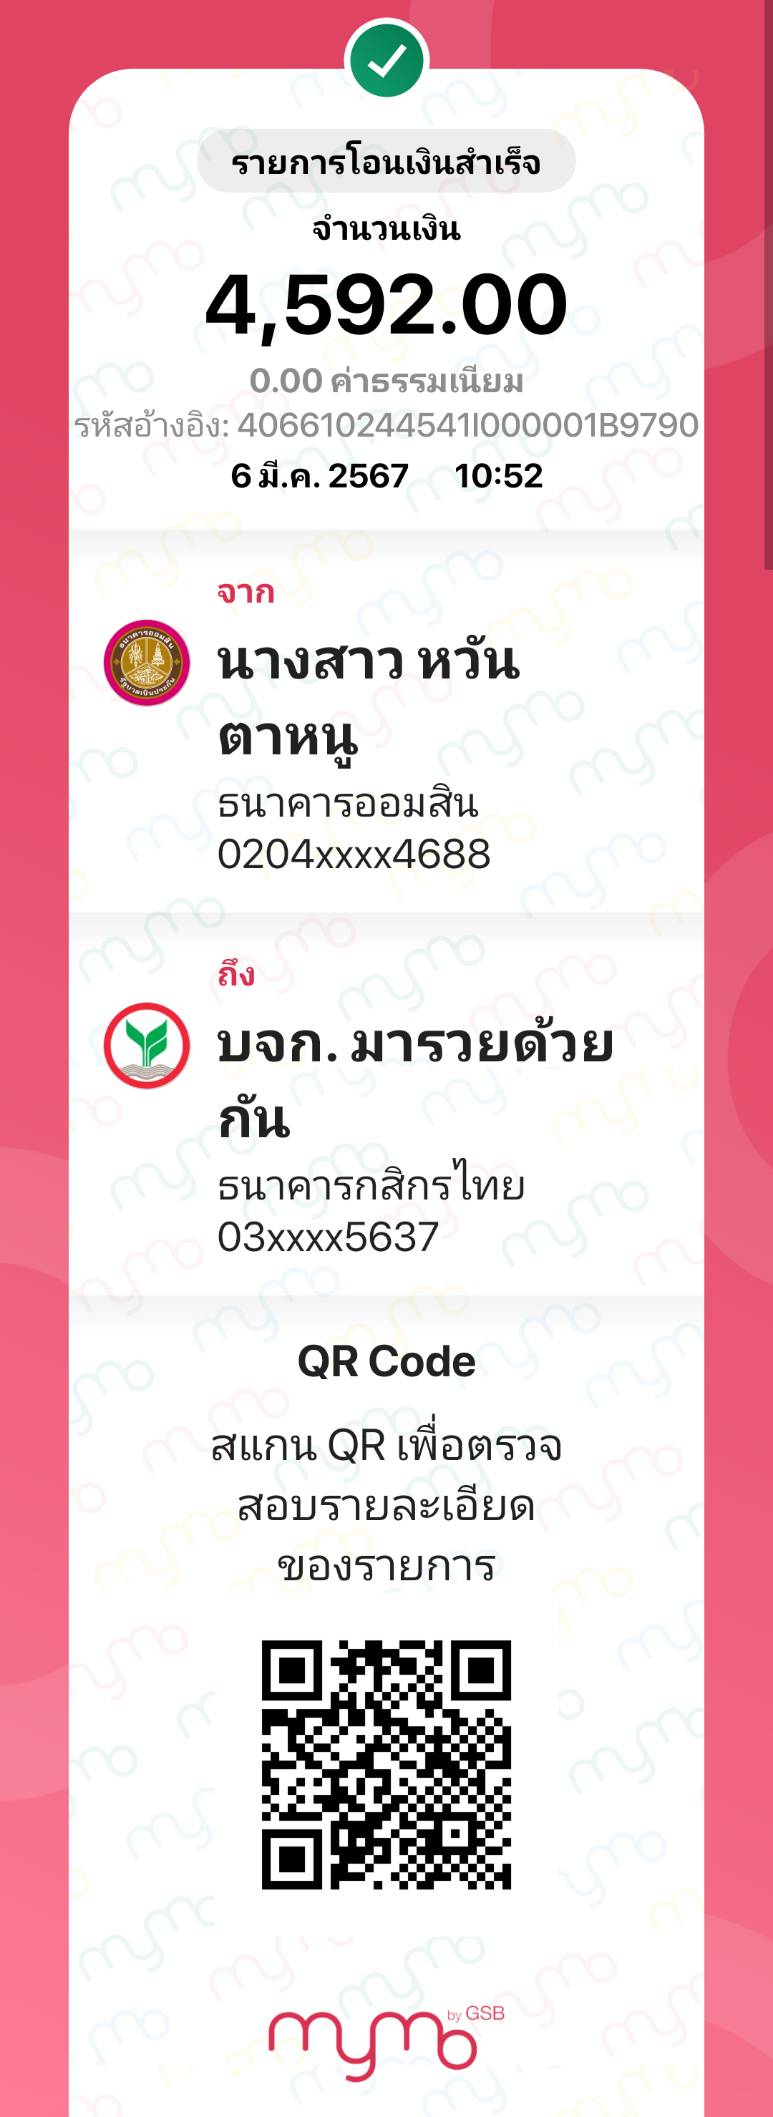 รายการโอนเงินสำเร็จ
จำนวนเงิน
4,592.00
0.00 ค่าธรรมเนียม
รหัสอ้างอิง: 406610244541I000001B9790
6 มี.ค. 2567 10:52
จาก
นางสาว หวัน
ตาหนู
ธนาคารออมสิน
0204xxxx4688
ถึง
บจก. มารวยด้วย
กัน
ธนาคารกสิกรไทย
03xxxx5637
QR Code
สแกน QR เพื่อตรวจ
สอบรายละเอียด
ของรายการ
mymo by GSB